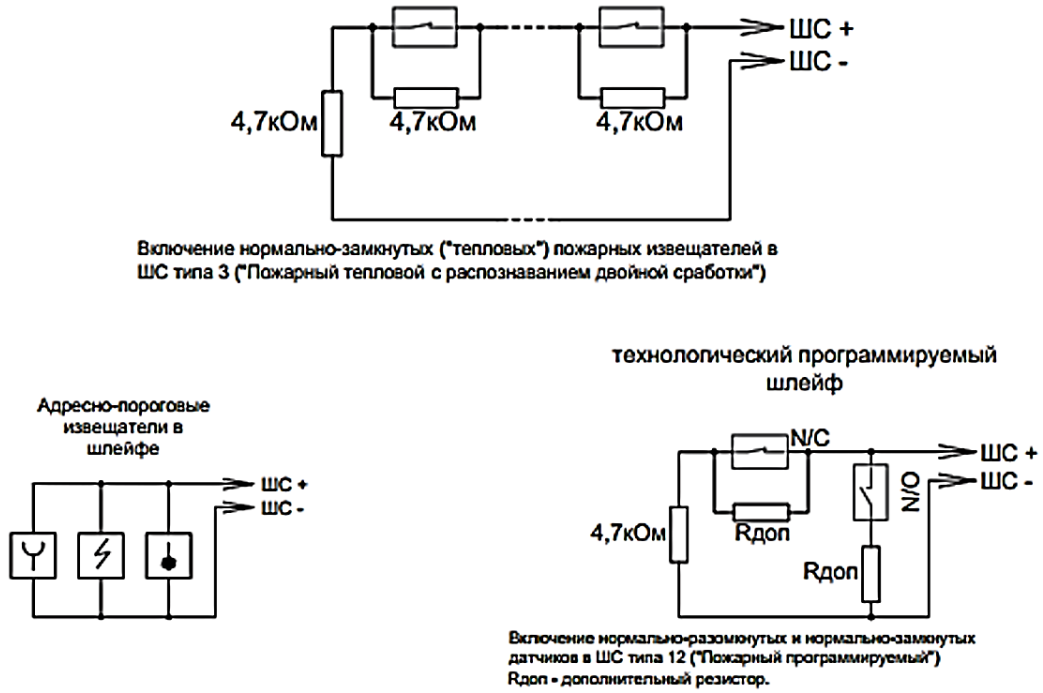 ШС +
ШС -
4,7кОм
4,7кОм
4,7кОм
Включение нормально-замкнутых ("тепловых") пожарных извещателей в
ШС типа 3 ("Пожарный тепловой с распознаванием двойной сработки")
Адресно-пороговые
извещатели в
шлейфе
ШС +
ШС -
технологический программируемый
шлейф
N/C
ШС +
ШС -
N/O
4,7кОм
Rдоп
Rдоп
Включение нормально-разомкнутых и нормально-замкнутых
датчиков в ШС типа 12 ("Пожарный программируемый")
Rдоп - дополнительный резистор.